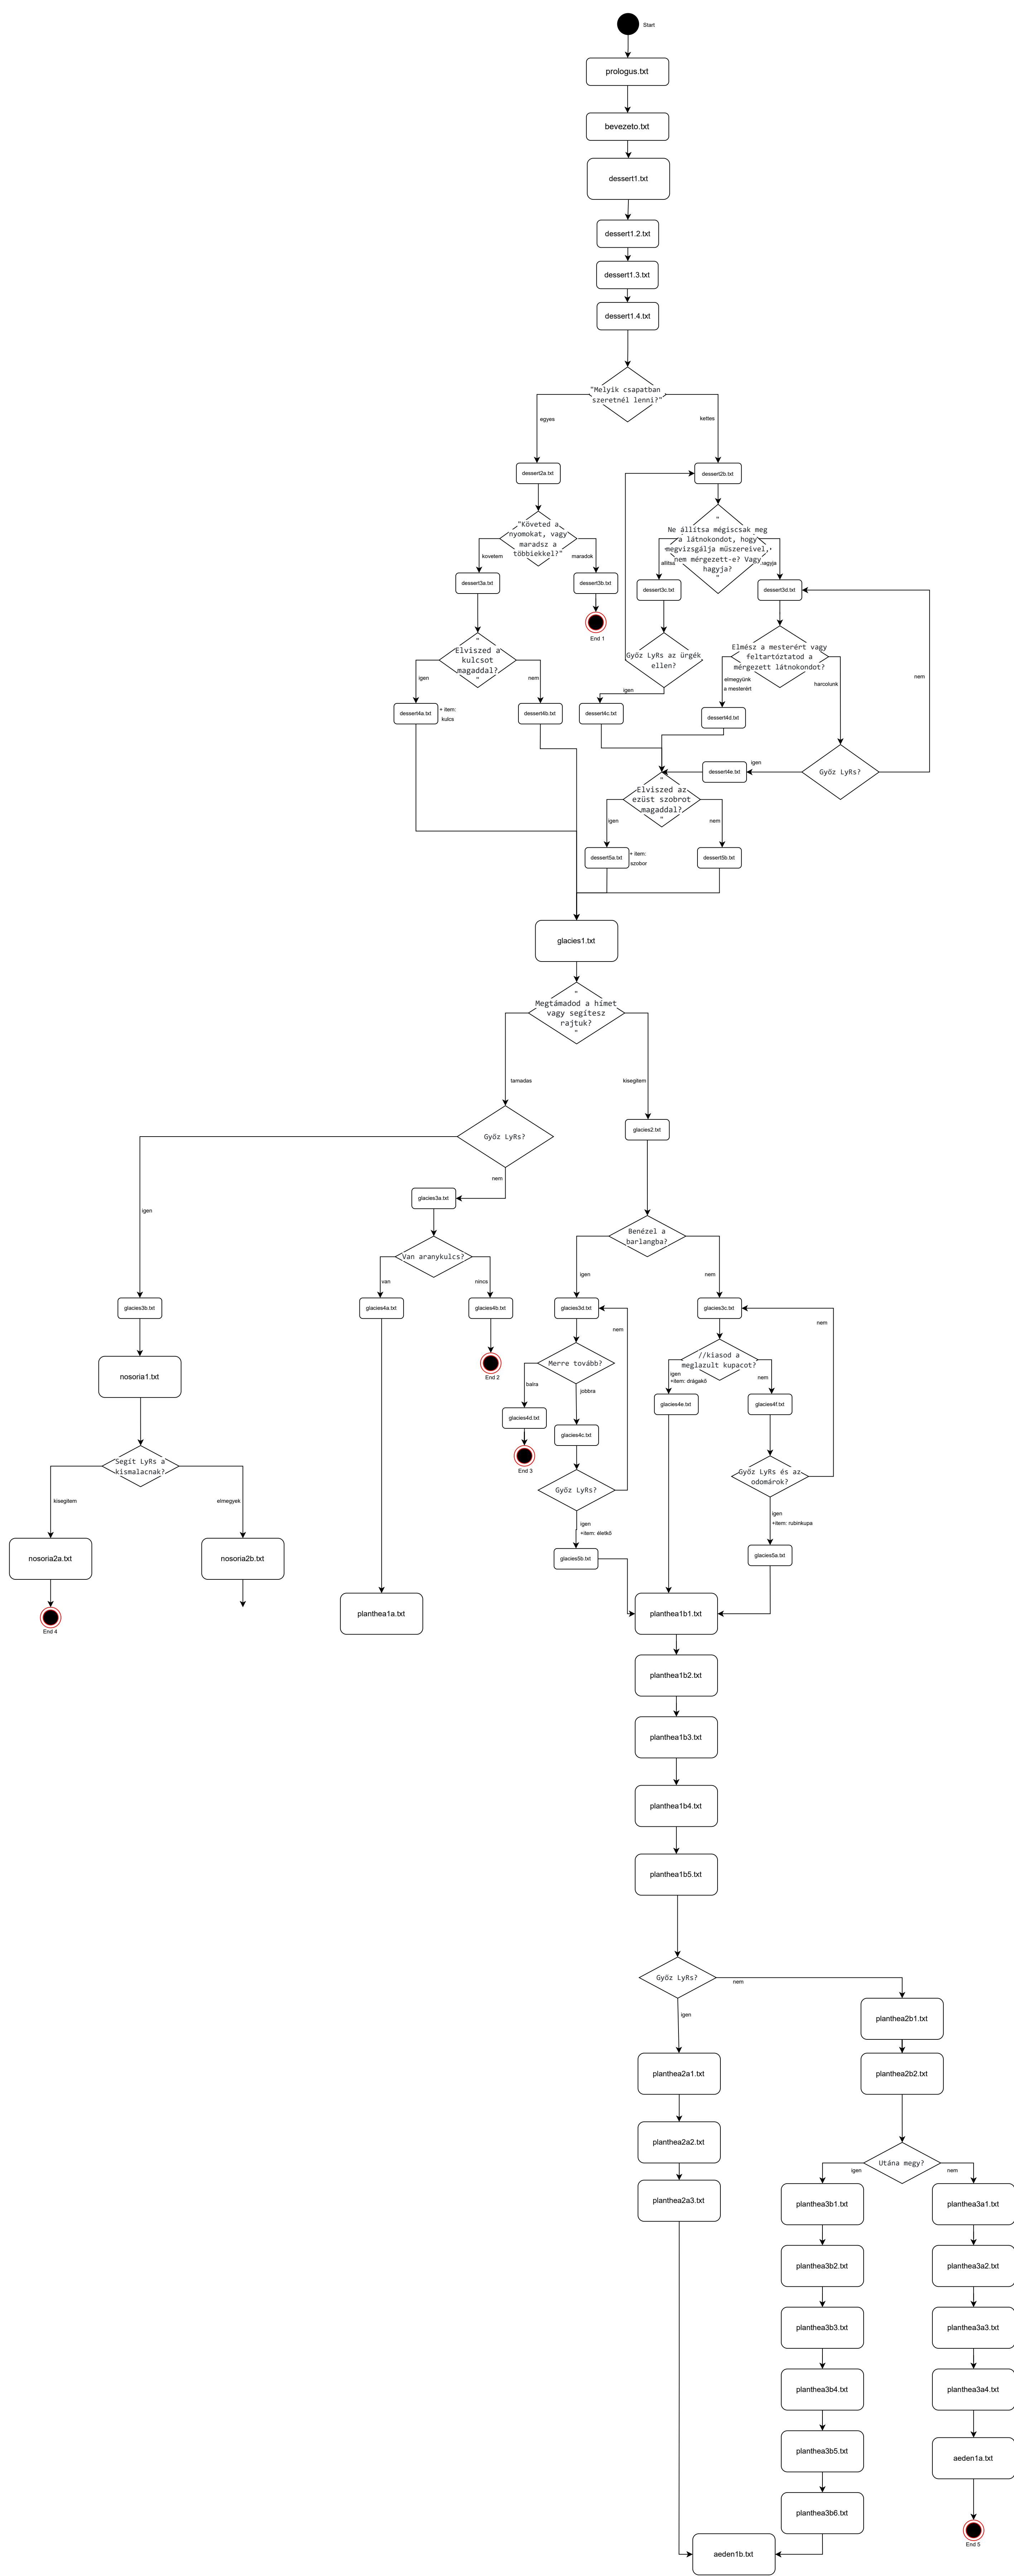 Start
prologus.txt
bevezeto.txt
dessert1.txt
dessert1.2.txt
dessert1.3.txt
dessert1.4.txt
"Melyik csapatban
szeretnél lenni?"
egyes
kettes
dessert2a.txt
dessert2b.txt
"Követed a
nyomokat, vagy
maradsz a
többiekkel?"
"
Ne állítsa mégiscsak meg
a látnokondot, hogy
megvizsgálja műszereivel,
nem mérgezett-e? Vagy
hagyja?
"
kovetem
maradok
allitsa
hagyja
dessert3a.txt
dessert3b.txt
dessert3c.txt
dessert3d.txt
End 1
"
Elviszed a
kulcsot
magaddal?
"
Győz LyRs az ürgék
ellen?
Elmész a mesterért vagy
feltartóztatod a
mérgezett látnokondot?
igen
nem
igen
elmegyünk
a mesterért
harcolunk
nem
dessert4a.txt
+ item:
kulcs
dessert4b.txt
dessert4c.txt
dessert4d.txt
dessert4e.txt
igen
Győz LyRs?
"
Elviszed az
ezüst szobrot
magaddal?
"
igen
nem
dessert5a.txt
+ item:
szobor
dessert5b.txt
glacies1.txt
"
Megtámadod a hímet
vagy segítesz
rajtuk?
"
tamadas
kisegitem
Győz LyRs?
glacies2.txt
igen
nem
glacies3a.txt
Benézel a
barlangba?
Van aranykulcs?
van
nincs
igen
nem
glacies3b.txt
glacies4a.txt
glacies4b.txt
glacies3d.txt
glacies3c.txt
nem
nem
End 2
nosoria1.txt
Merre tovább?
//kiasod a
meglazult kupacot?
balra
jobbra
igen
+item: drágakő
nem
glacies4d.txt
glacies4c.txt
glacies4e.txt
glacies4f.txt
End 3
Segít LyRs a
kismalacnak?
Győz LyRs?
Győz LyRs és az
odomárok?
kisegitem
elmegyek
igen
+item: életkő
igen
+item: rubinkupa
nosoria2a.txt
nosoria2b.txt
glacies5b.txt
glacies5a.txt
End 4
planthea1a.txt
planthea1b1.txt
planthea1b2.txt
planthea1b3.txt
planthea1b4.txt
planthea1b5.txt
Győz LyRs?
nem
igen
planthea2b1.txt
planthea2a1.txt
planthea2b2.txt
planthea2a2.txt
Utána megy?
igen
nem
planthea2a3.txt
planthea3b1.txt
planthea3a1.txt
planthea3b2.txt
planthea3a2.txt
planthea3b3.txt
planthea3a3.txt
planthea3b4.txt
planthea3a4.txt
planthea3b5.txt
aeden1a.txt
planthea3b6.txt
End 5
aeden1b.txt